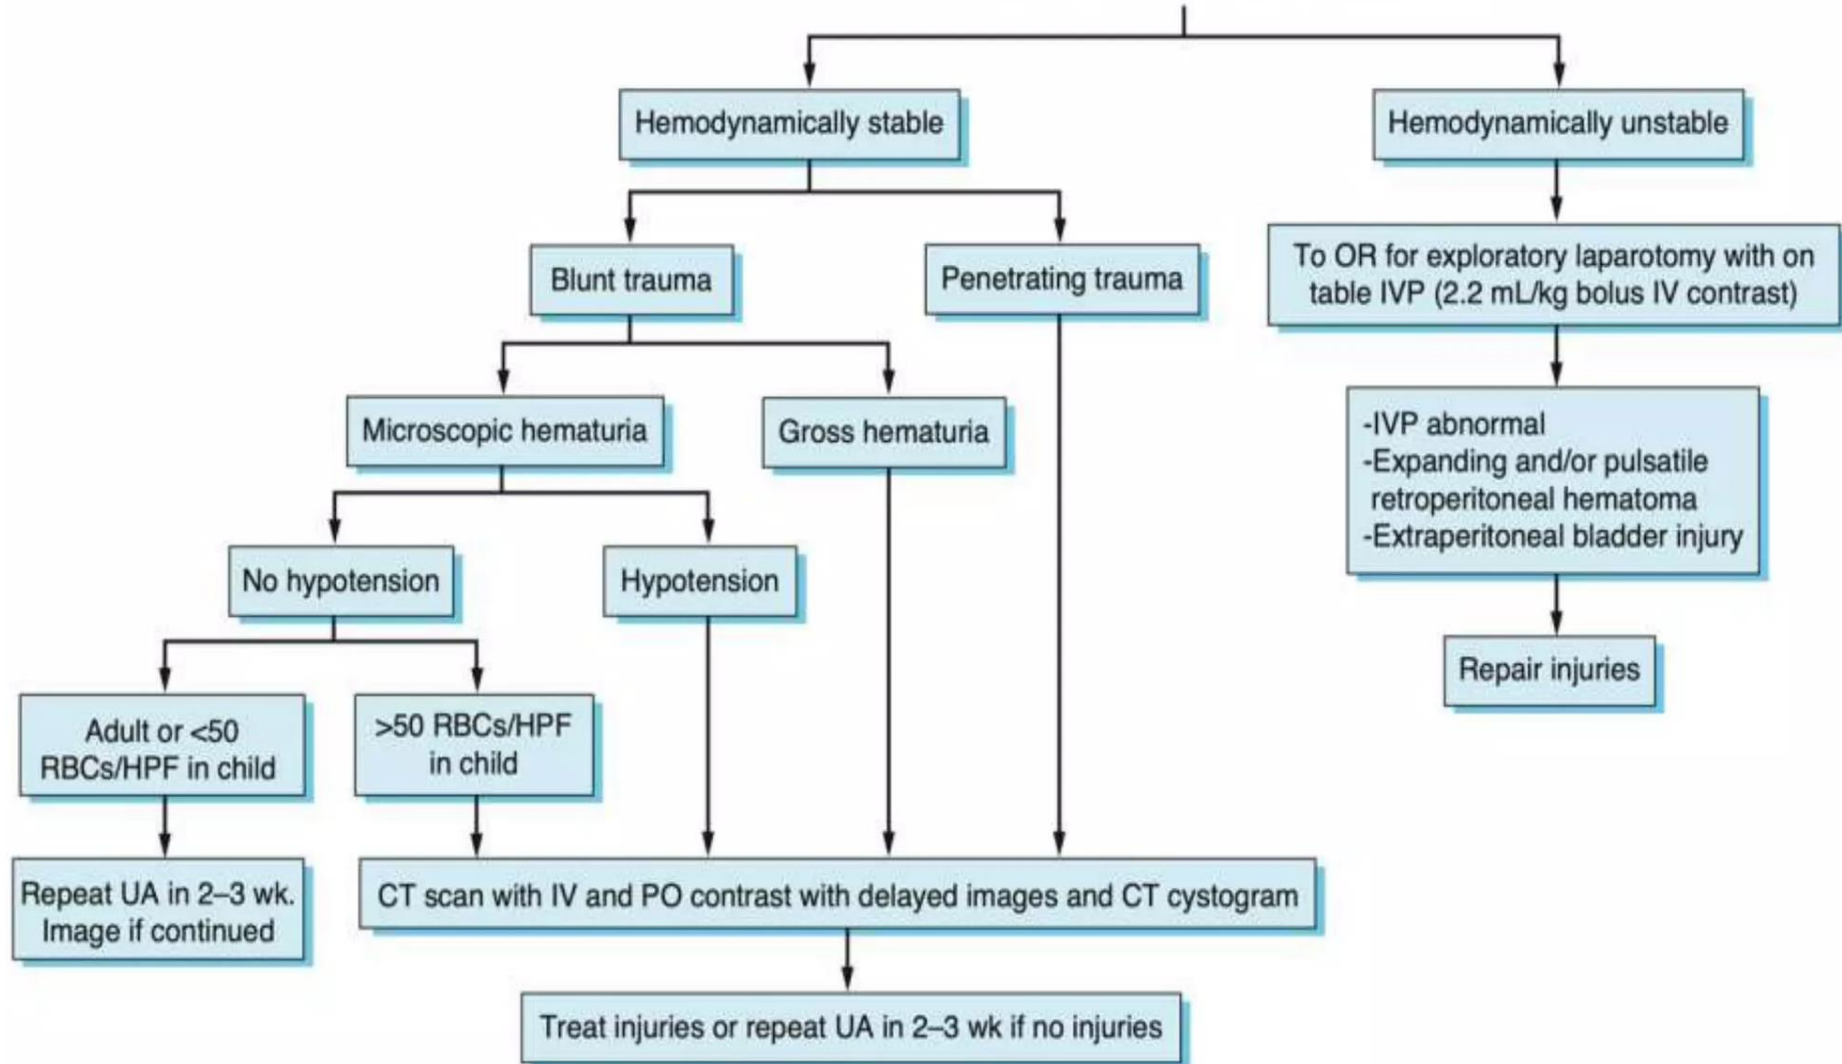 Hemodynamically stable
Hemodynamically unstable
Blunt trauma
Penetrating trauma
To OR for exploratory laparotomy with on
table IVP (2.2 mL/kg bolus IV contrast)
Microscopic hematuria
Gross hematuria
-IVP abnormal
-Expanding and/or pulsatile
retroperitoneal hematoma
-Extraperitoneal bladder injury
No hypotension
Hypotension
Repair injuries
Adult or <50
RBCs/HPF in child
>50 RBCs/HPF
in child
Repeat UA in 2–3 wk.
Image if continued
CT scan with IV and PO contrast with delayed images and CT cystogram
Treat injuries or repeat UA in 2–3 wk if no injuries